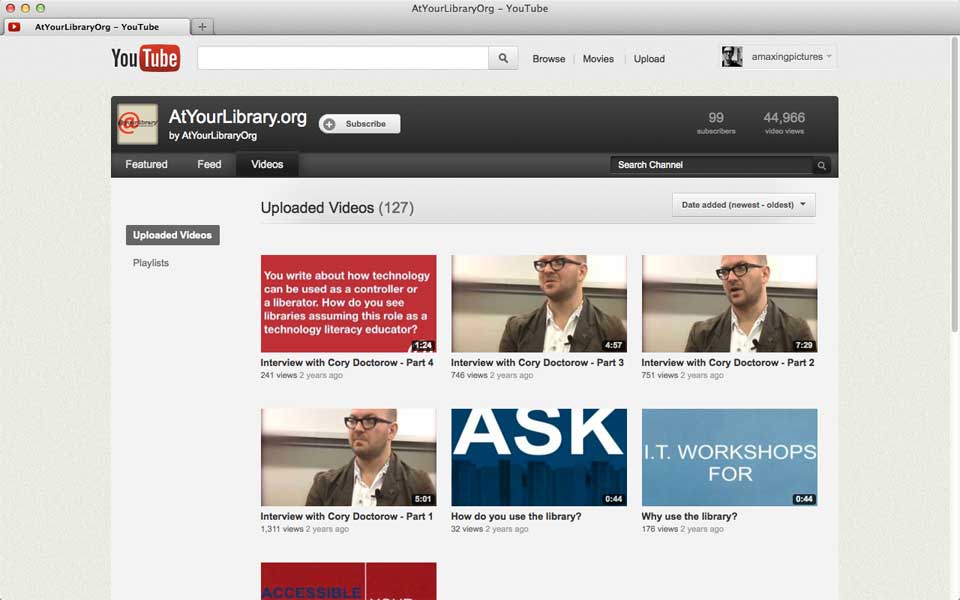 AtYourLibraryOrg – YouTube
AtYourLibraryOrg – YouTube
YouTube
Browse
Movies
Upload
amaxingpictures
AtYourLibrary.org
Subscribe
by AtYourLibraryOrg
99
subscribers
44,966
video views
Featured
Feed
Videos
Search Channel
Uploaded Videos (127)
Date added (newest - oldest)
Uploaded Videos
Playlists
You write about how technology
can be used as a controller or
a liberator. How do you see
libraries assuming this role as a
technology literacy educator?
1:24
Interview with Cory Doctorow - Part 4
241 views 2 years ago
4:57
Interview with Cory Doctorow - Part 3
746 views 2 years ago
7:29
Interview with Cory Doctorow - Part 2
751 views 2 years ago
5:01
Interview with Cory Doctorow - Part 1
1,311 views 2 years ago
ASK
0:44
How do you use the library?
32 views 2 years ago
I.T. WORKSHOPS
FOR
0:44
Why use the library?
176 views 2 years ago
ACCESSIBLE